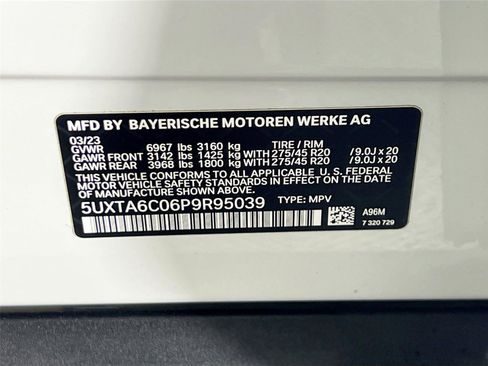 MFD BY BAYERISCHE MOTOREN WERKE AG
03/23
GVWR 6967 lbs 3160 kg TIRE / RIM
GAWR FRONT 3142 lbs 1425 kg WITH 275/45 R20 / 9.0J x 20
GAWR REAR 3968 lbs 1800 kg WITH 275/45 R20 / 9.0J x 20
THIS VEHICLE CONFORMS TO ALL APPLICABLE U. S. FEDERAL
MOTOR VEHICLE SAFETY STANDARDS IN EFFECT ON THE DATE OF
MANUFACTURE SHOWN ABOVE.
5UXTA6C06P9R95039 TYPE: MPV
A96M
7 320 729